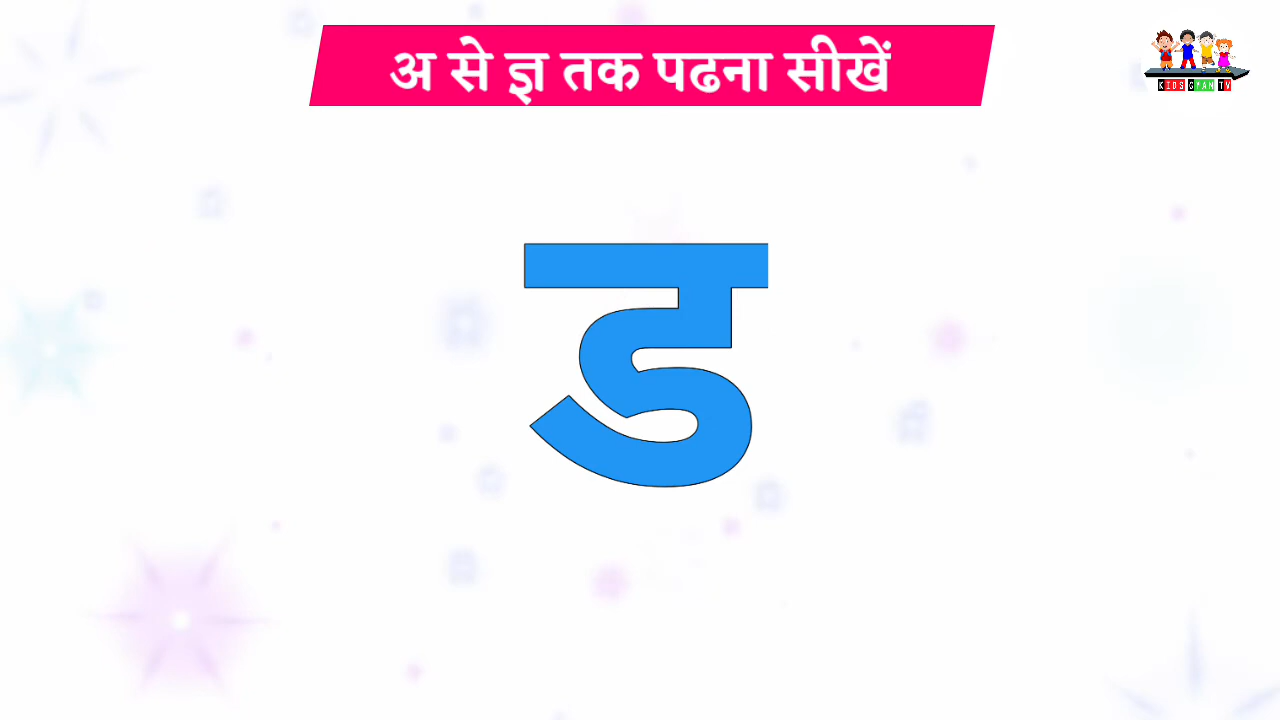 अ से ज्ञ तक पढना सीखें
KIDS GYAN TV
ड